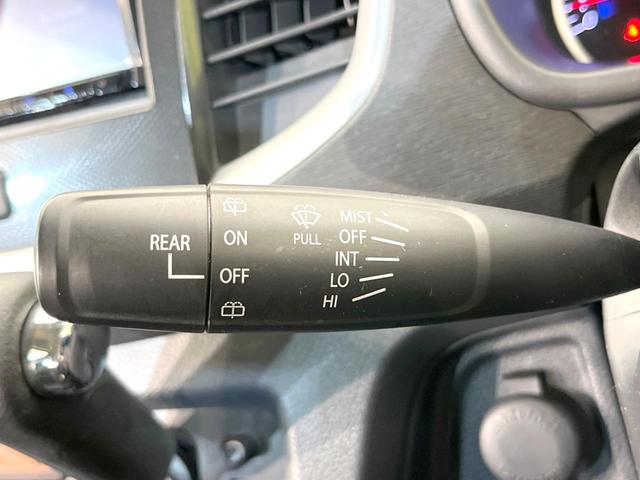 REAR
ON
OFF
PULL
MIST
OFF
INT
LO
HI